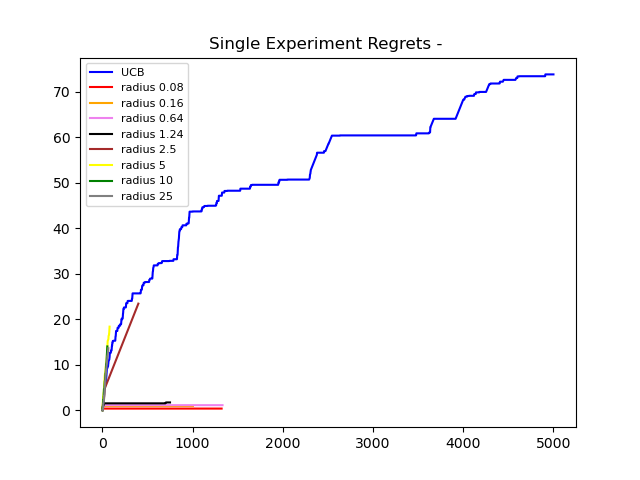 Single Experiment Regrets -
UCB
radius 0.08
radius 0.16
radius 0.64
radius 1.24
radius 2.5
radius 5
radius 10
radius 25
70
60
50
40
30
20
10
0
0 1000 2000 3000 4000 5000